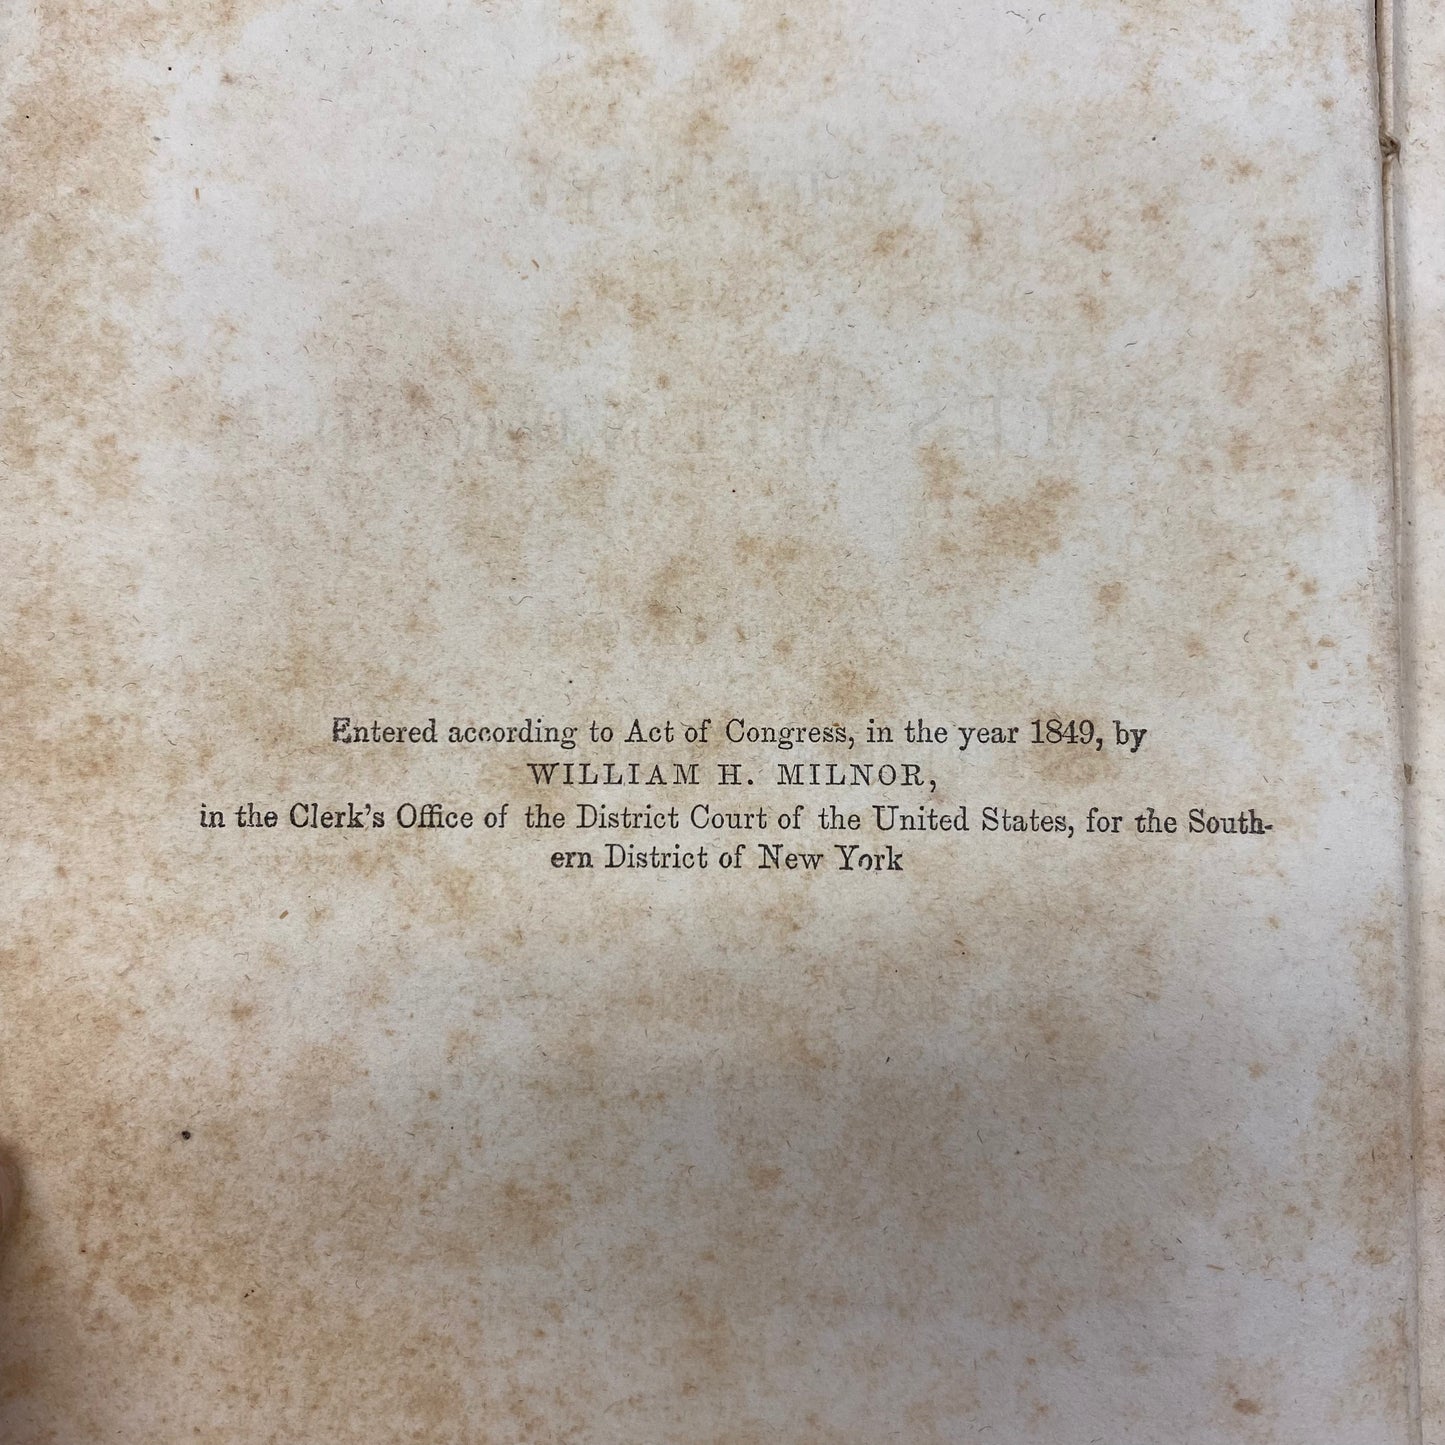 Entered according to Act of Congress, in the year 1849, by
WILLIAM H. MILNOR,
in the Clerk's Office of the District Court of the United States, for the South-
ern District of New York